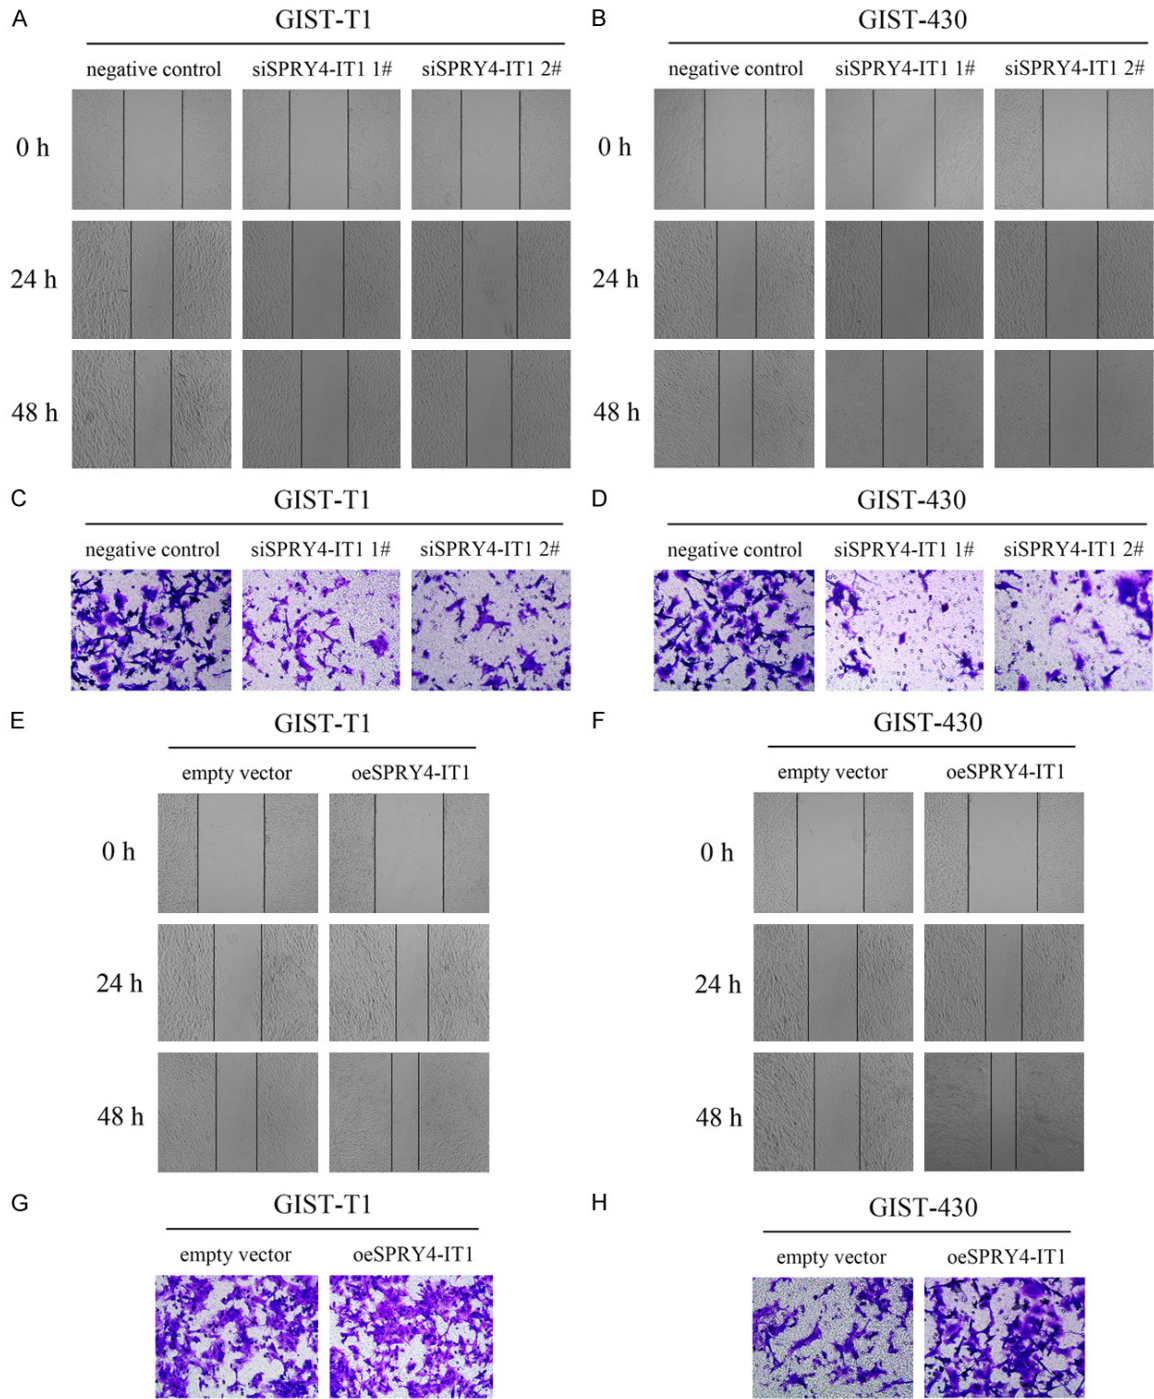 A
GIST-T1
negative control siSPRY4-IT1 1# siSPRY4-IT1 2#
0 h
24 h
48 h
B
GIST-430
negative control siSPRY4-IT1 1# siSPRY4-IT1 2#
0 h
24 h
48 h
C
GIST-T1
negative control siSPRY4-IT1 1# siSPRY4-IT1 2#
D
GIST-430
negative control siSPRY4-IT1 1# siSPRY4-IT1 2#
E
GIST-T1
empty vector oeSPRY4-IT1
0 h
24 h
48 h
F
GIST-430
empty vector oeSPRY4-IT1
0 h
24 h
48 h
G
GIST-T1
empty vector oeSPRY4-IT1
H
GIST-430
empty vector oeSPRY4-IT1